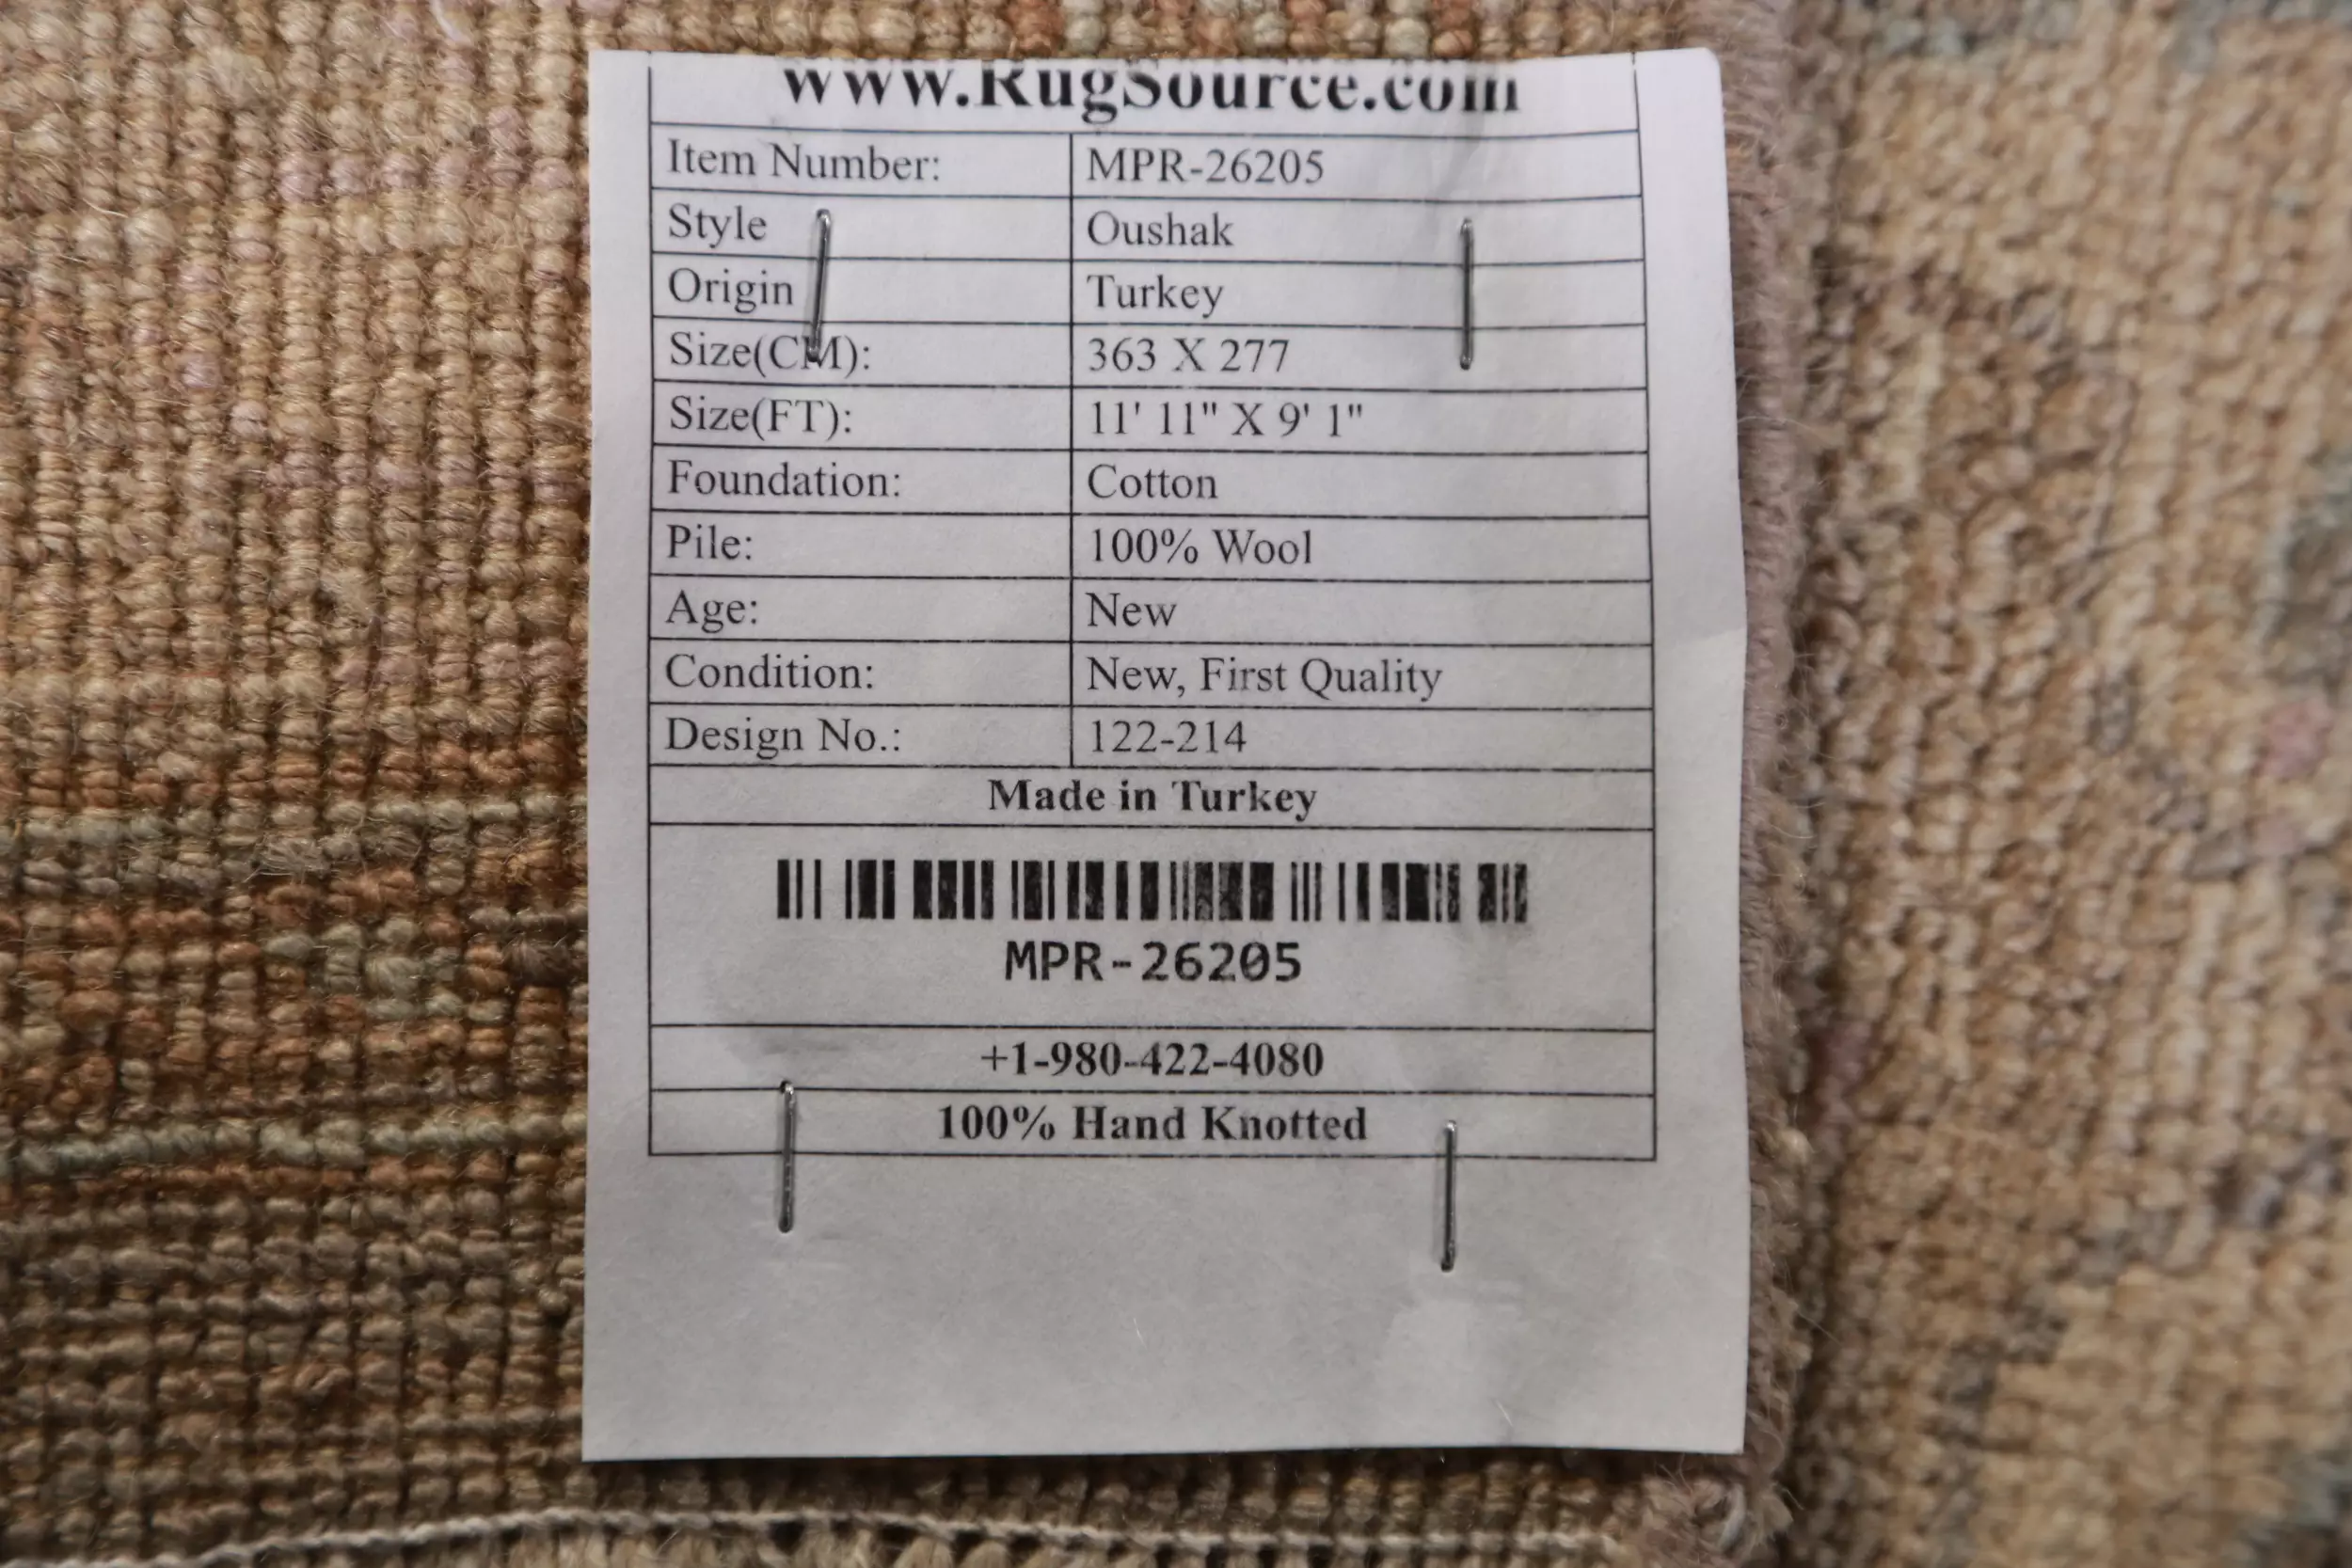 www.RugSource.com
Item Number: MPR-26205
Style Oushak
Origin Turkey
Size(CM): 363 X 277
Size(FT): 11' 11" X 9' 1"
Foundation: Cotton
Pile: 100% Wool
Age: New
Condition: New, First Quality
Design No.: 122-214
Made in Turkey
MPR-26205
+1-980-422-4080
100% Hand Knotted